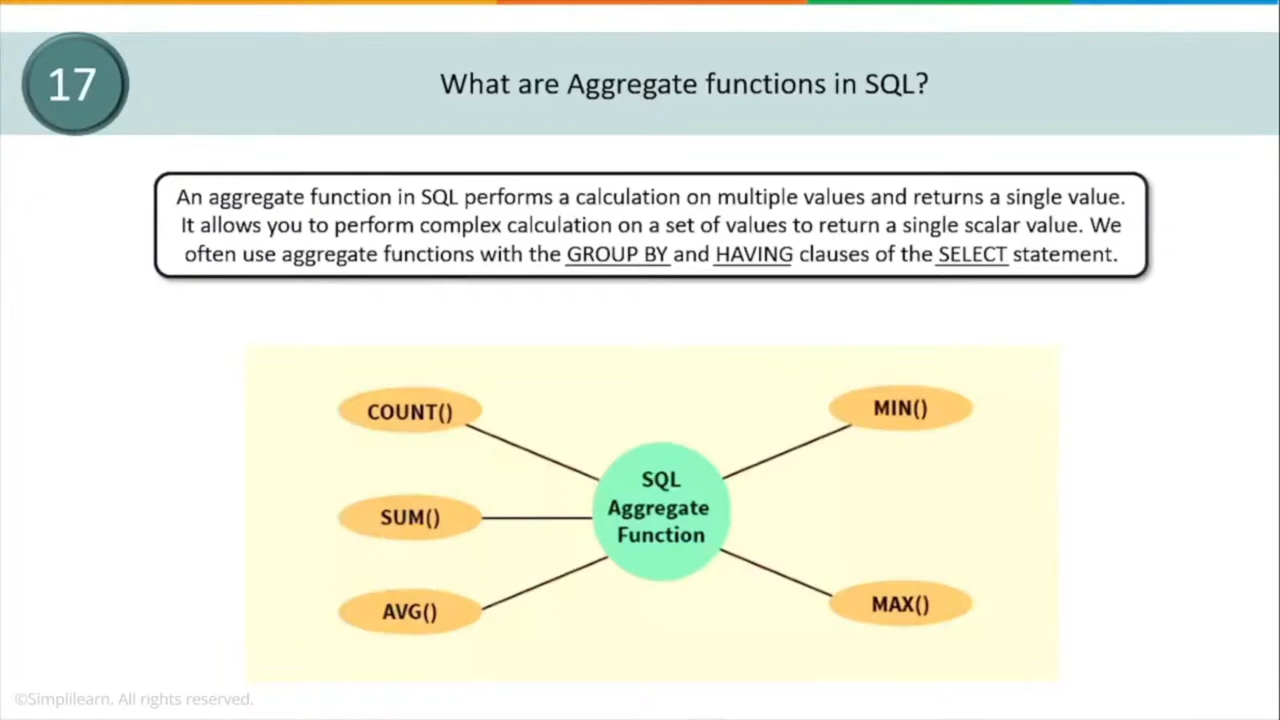 17
What are Aggregate functions in SQL?
An aggregate function in SQL performs a calculation on multiple values and returns a single value.
It allows you to perform complex calculation on a set of values to return a single scalar value. We
often use aggregate functions with the GROUP BY and HAVING clauses of the SELECT statement.
COUNT()
MIN()
SUM()
SQL
Aggregate
Function
AVG()
MAX()
©Simplilearn. All rights reserved.